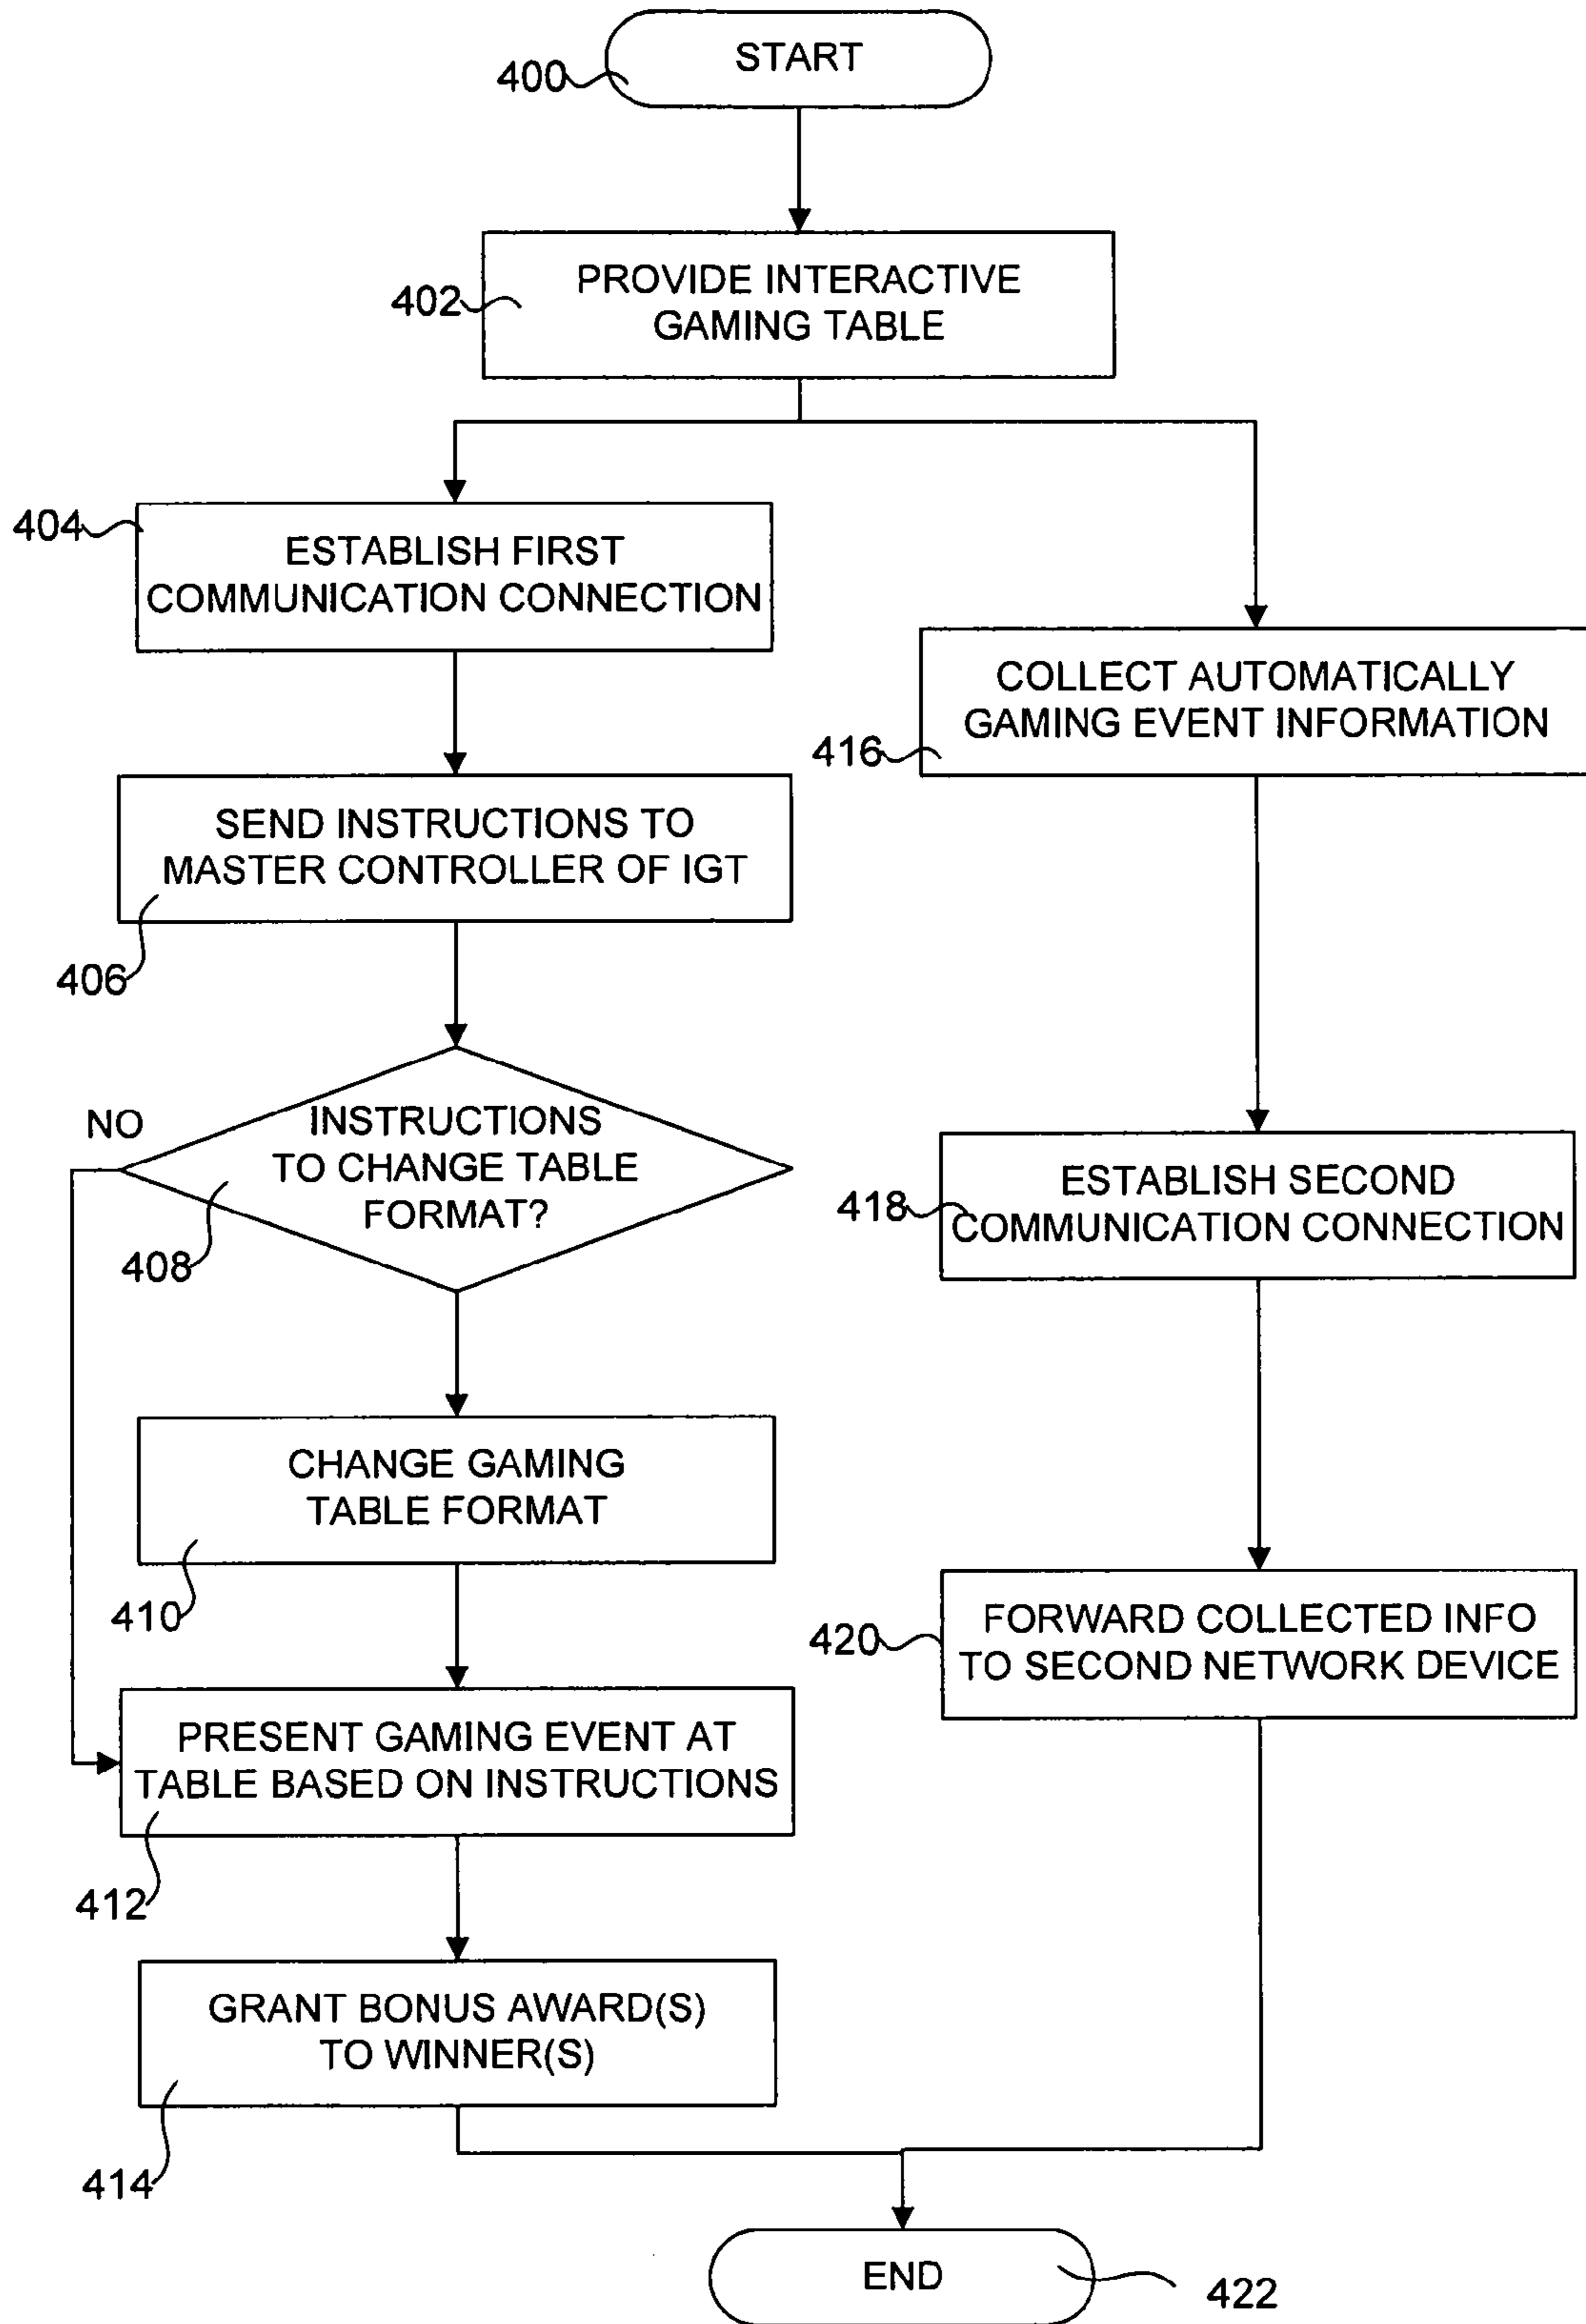 START
400
PROVIDE INTERACTIVE
GAMING TABLE
402
404
ESTABLISH FIRST
COMMUNICATION CONNECTION
SEND INSTRUCTIONS TO
MASTER CONTROLLER OF IGT
406
NO
INSTRUCTIONS
TO CHANGE TABLE
FORMAT?
408
CHANGE GAMING
TABLE FORMAT
410
PRESENT GAMING EVENT AT
TABLE BASED ON INSTRUCTIONS
412
GRANT BONUS AWARD(S)
TO WINNER(S)
414
COLLECT AUTOMATICALLY
GAMING EVENT INFORMATION
416
ESTABLISH SECOND
COMMUNICATION CONNECTION
418
FORWARD COLLECTED INFO
TO SECOND NETWORK DEVICE
420
END
422